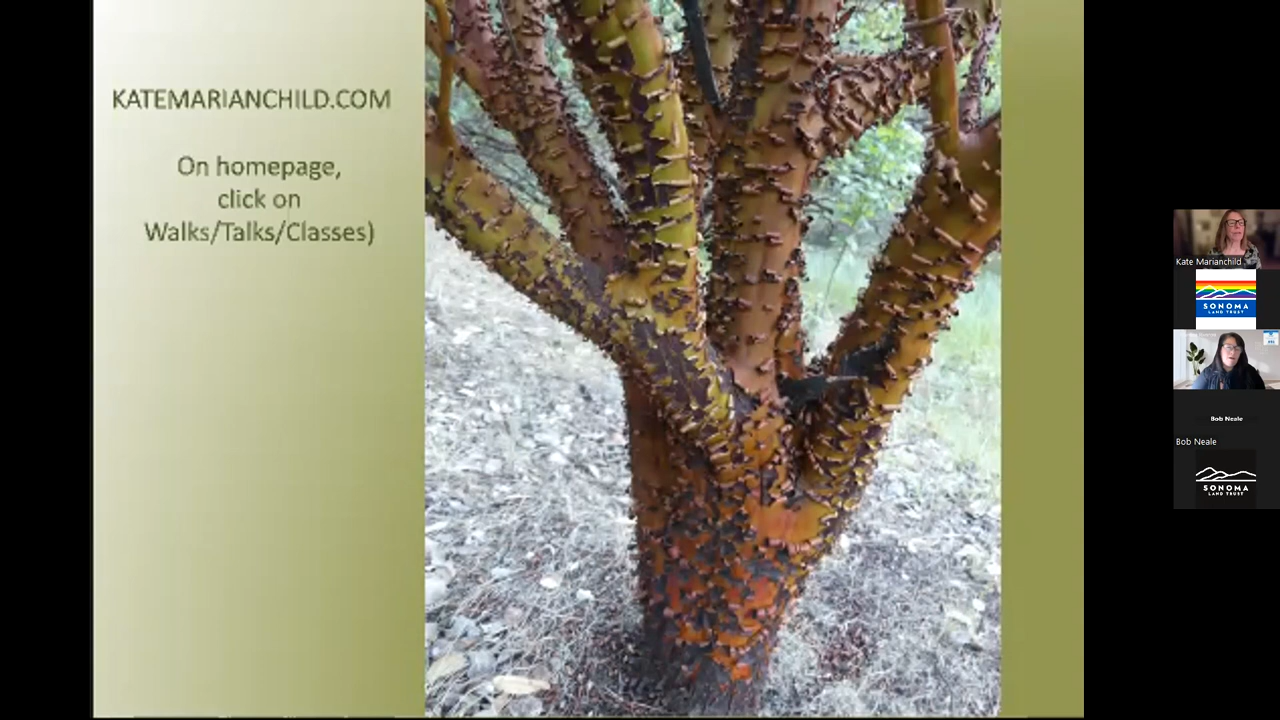 KATEMARIANCHILD.COM
On homepage,
click on
Walks/Talks/Classes)
Kate Marianchild
SONOMA
LAND TRUST
Bob Neale
Bob Neale
SONOMA
LAND TRUST